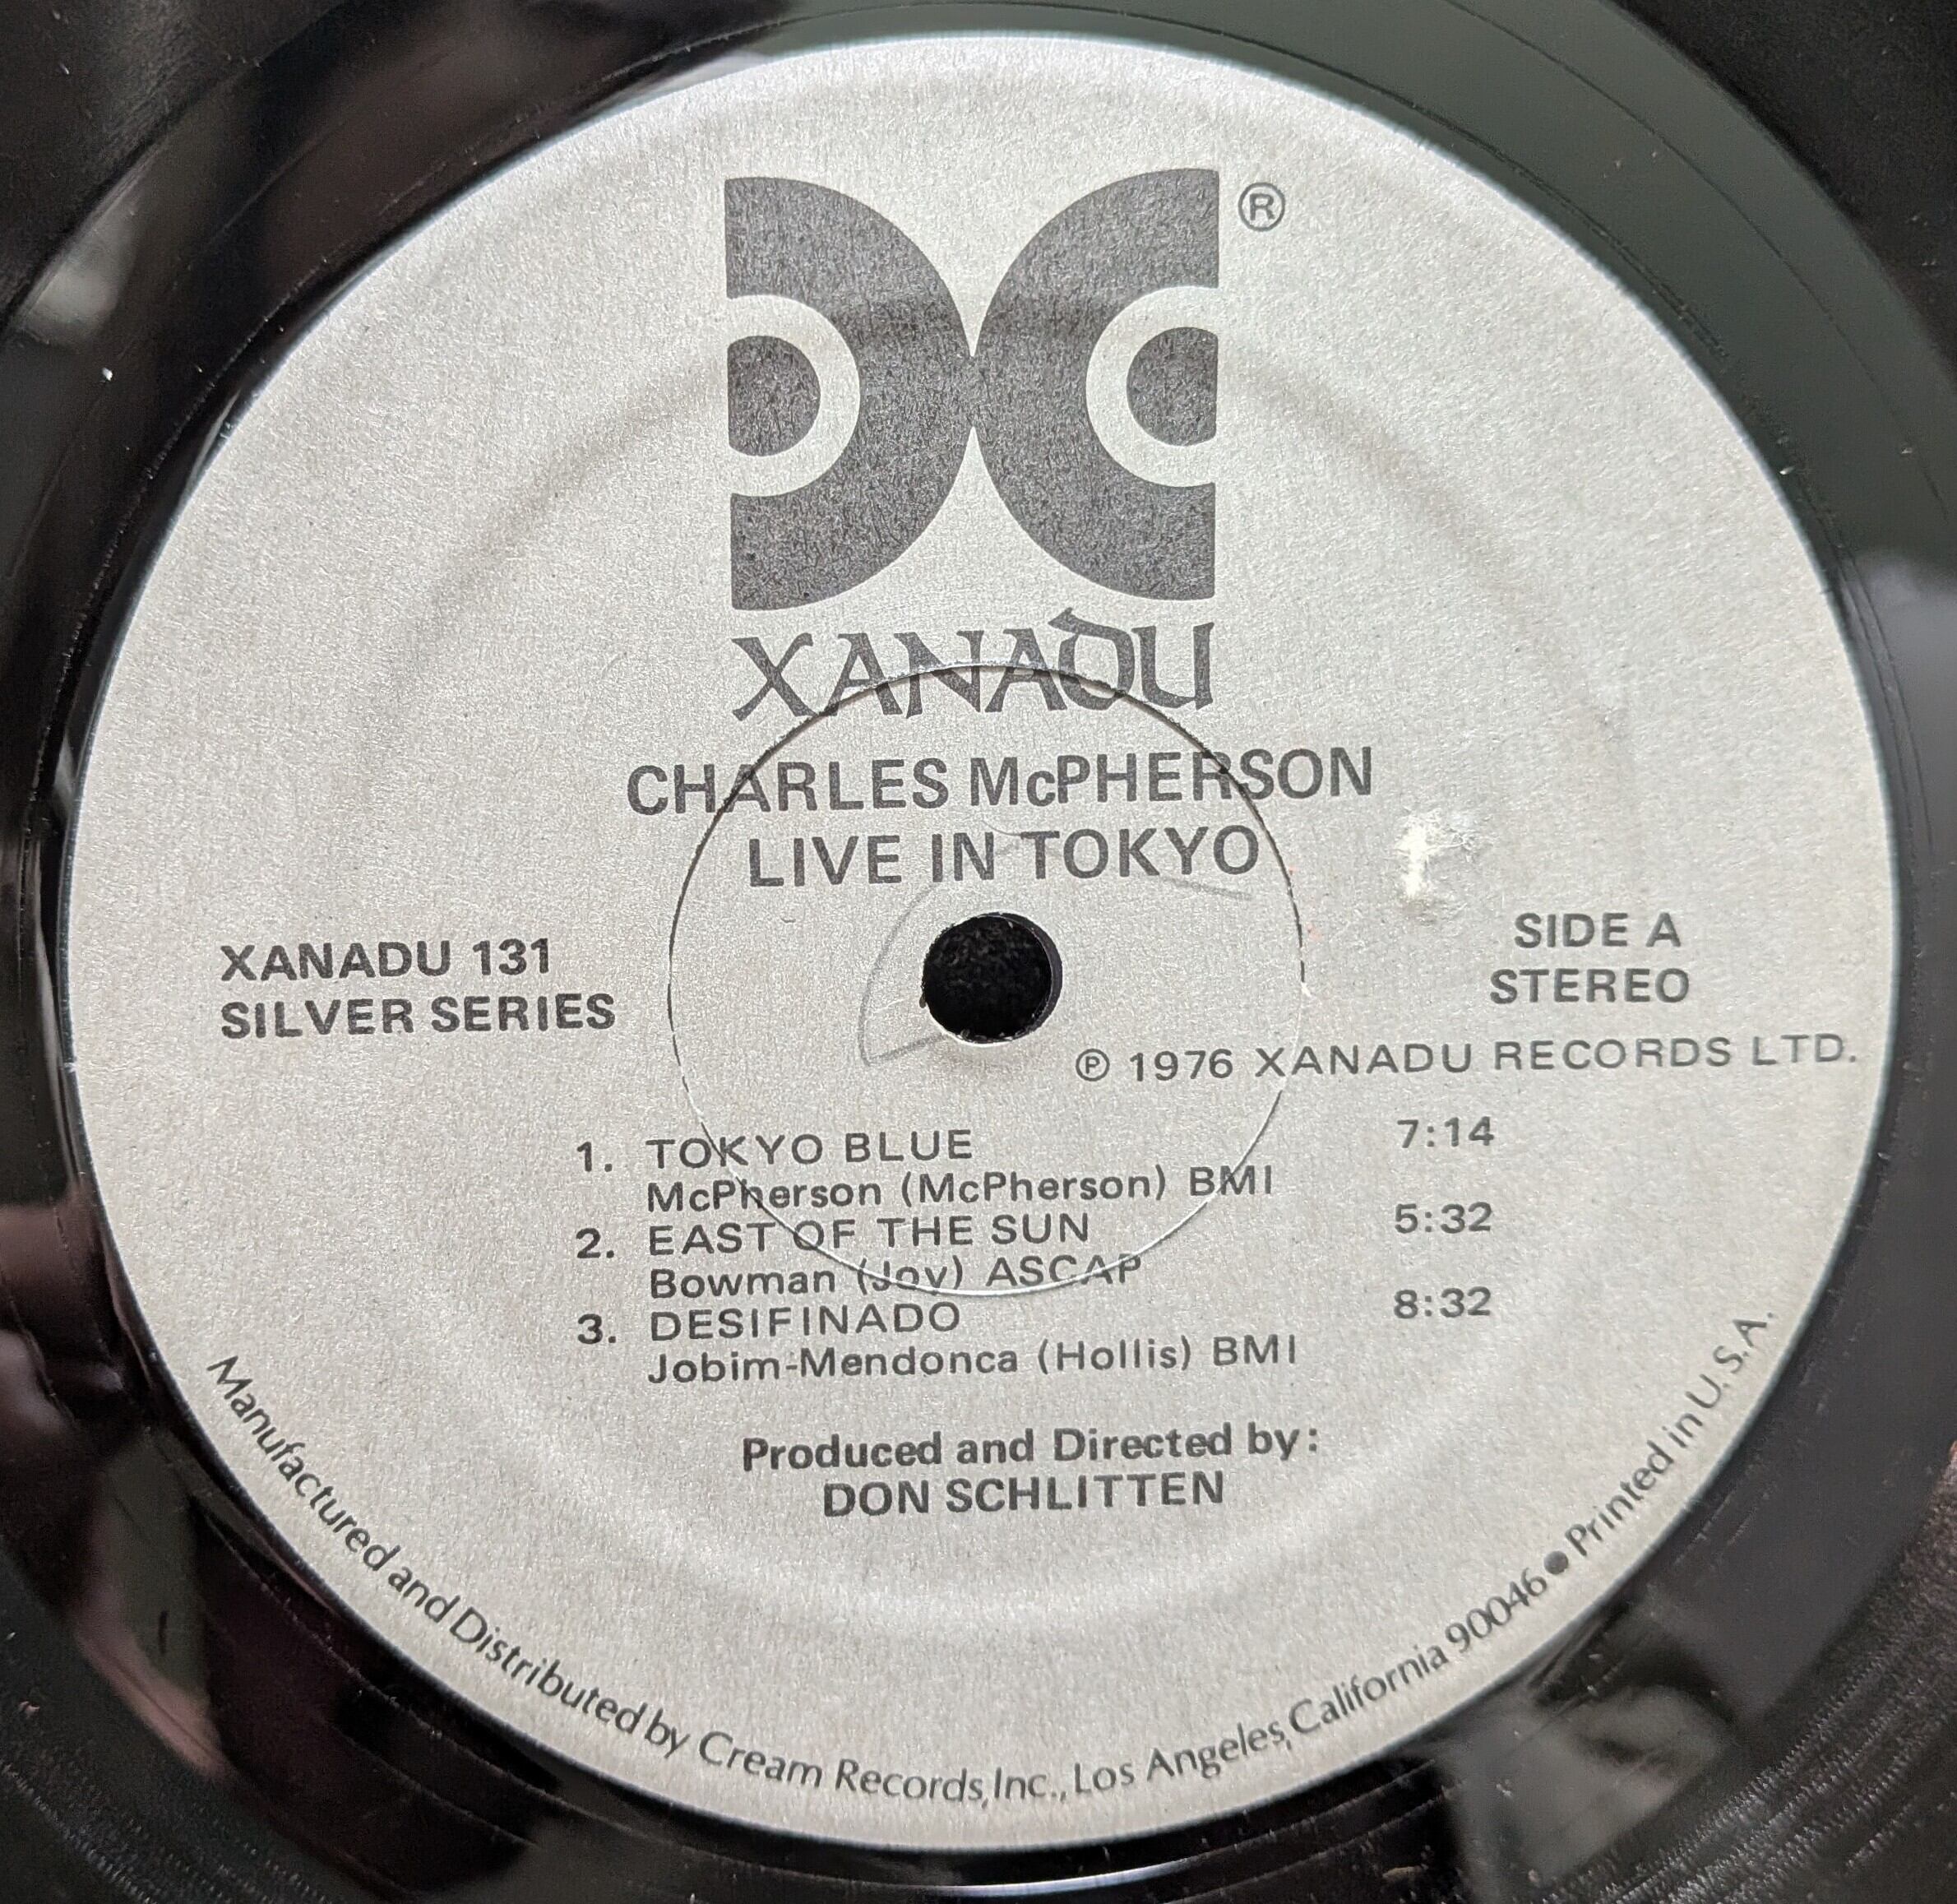 ®
XANADU
CHARLES McPHERSON
LIVE IN TOKYO
XANADU 131
SILVER SERIES
SIDE A
STEREO
℗ 1976 XANADU RECORDS LTD.
1. TOKYO BLUE 7:14
McPherson (McPherson) BMI
2. EAST OF THE SUN 5:32
Bowman (Joy) ASCAP
3. DESIFINADO 8:32
Jobim-Mendonca (Hollis) BMI
Produced and Directed by:
DON SCHLITTEN
Manufactured and Distributed by Cream Records, Inc., Los Angeles, California 90046 • Printed in U.S.A.